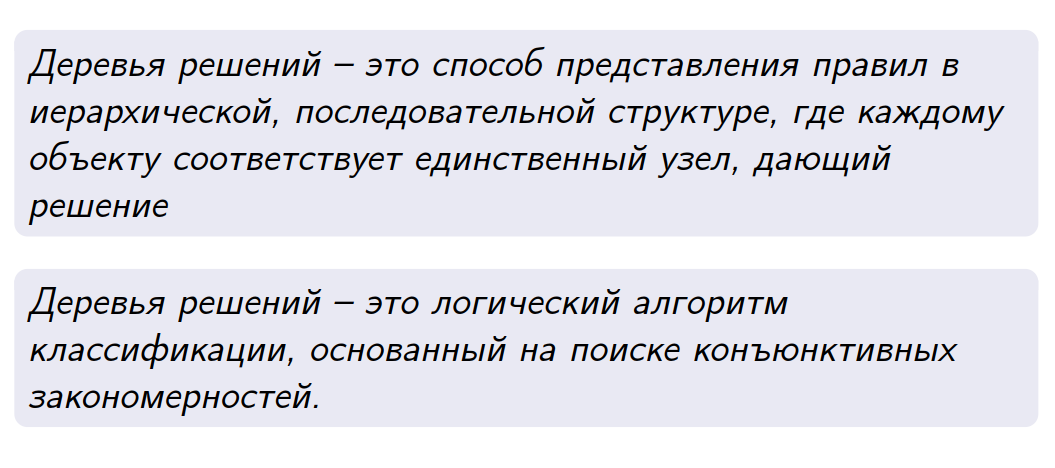 Деревья решений – это способ представления правил в
иерархической, последовательной структуре, где каждому
объекту соответствует единственный узел, дающий
решение
Деревья решений – это логический алгоритм
классификации, основанный на поиске конъюнктивных
закономерностей.